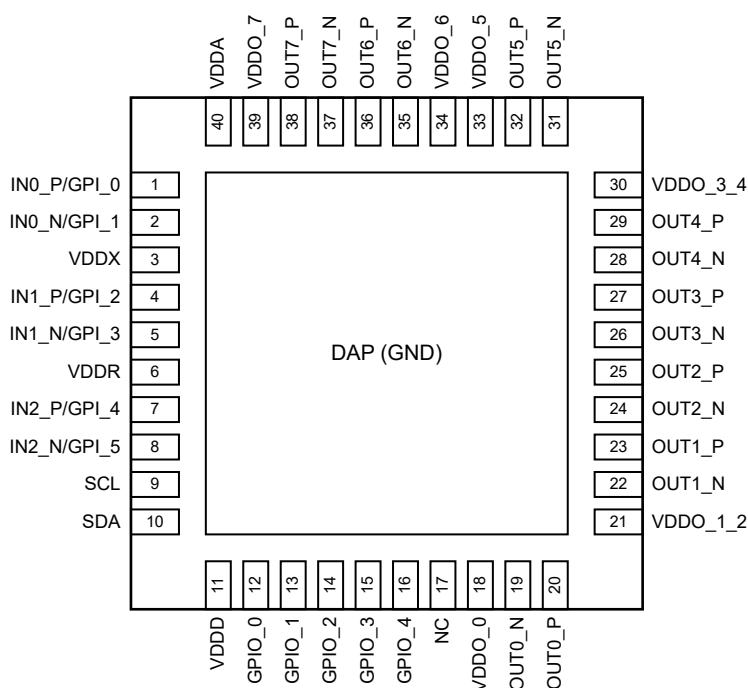 VDDA
VDDO_7
OUT7_P
OUT7_N
OUT6_P
OUT6_N
VDDO_6
VDDO_5
OUT5_P
OUT5_N
40
39
38
37
36
35
34
33
32
31
IN0_P/GPI_0 1
IN0_N/GPI_1 2
VDDX 3
IN1_P/GPI_2 4
IN1_N/GPI_3 5
VDDR 6
IN2_P/GPI_4 7
IN2_N/GPI_5 8
SCL 9
SDA 10
DAP (GND)
30 VDDO_3_4
29 OUT4_P
28 OUT4_N
27 OUT3_P
26 OUT3_N
25 OUT2_P
24 OUT2_N
23 OUT1_P
22 OUT1_N
21 VDDO_1_2
11
12
13
14
15
16
17
18
19
20
VDDD
GPIO_0
GPIO_1
GPIO_2
GPIO_3
GPIO_4
NC
VDDO_0
OUT0_N
OUT0_P